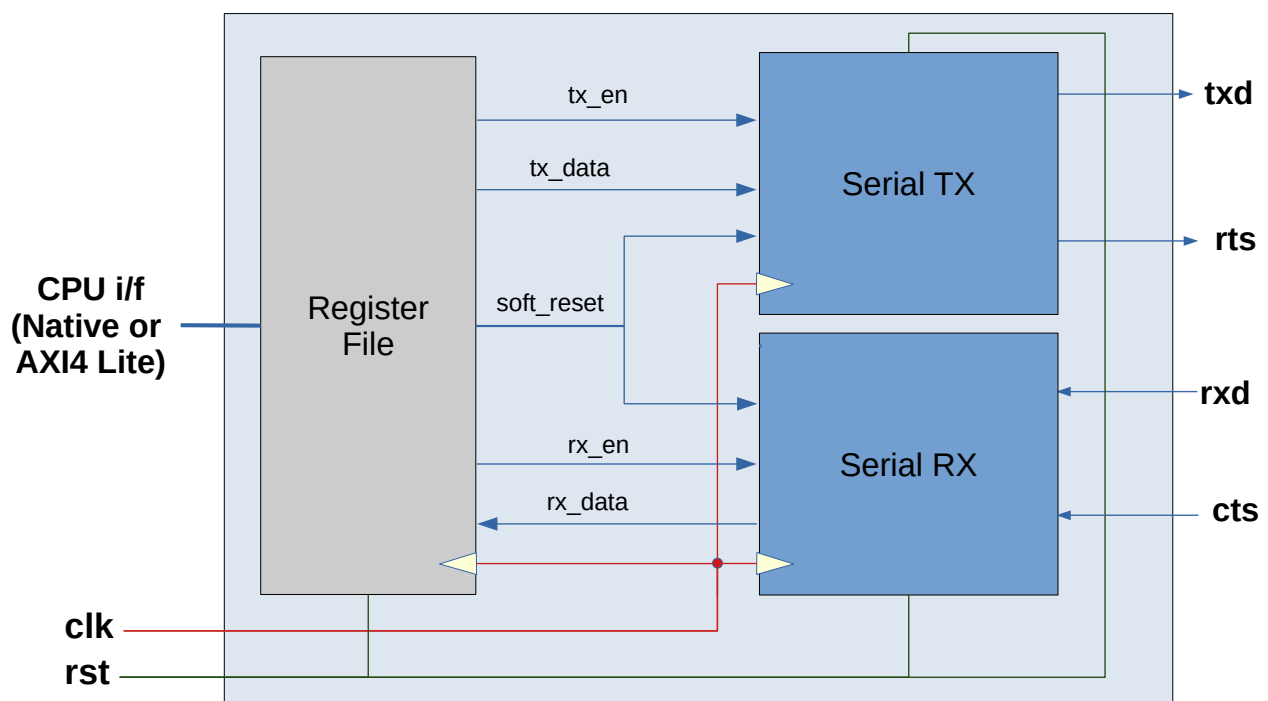 tx_en
txd
tx_data
Serial TX
rts
CPU i/f
(Native or
AXI4 Lite)
Register
File
soft_reset
rxd
rx_en
Serial RX
rx_data
cts
clk
rst